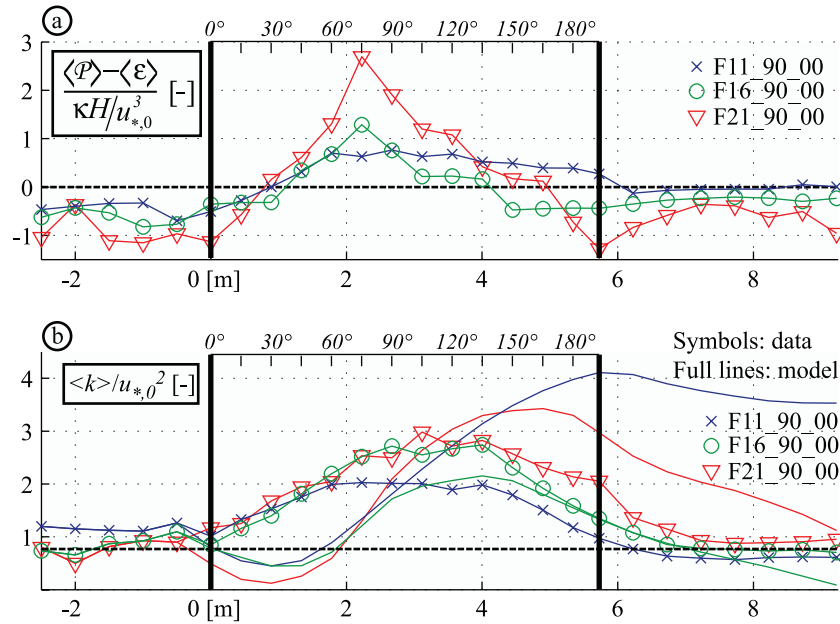 a
0° 30° 60° 90° 120° 150° 180°
⟨𝒫⟩−⟨ε⟩
κH/u³*,0
[-]
F11_90_00
F16_90_00
F21_90_00
3
2
1
0
-1
-2 0 [m] 2 4 6 8
b
0° 30° 60° 90° 120° 150° 180°
<k>/u*,0² [-]
Symbols: data
Full lines: model
F11_90_00
F16_90_00
F21_90_00
4
3
2
1
0
-2 0 [m] 2 4 6 8